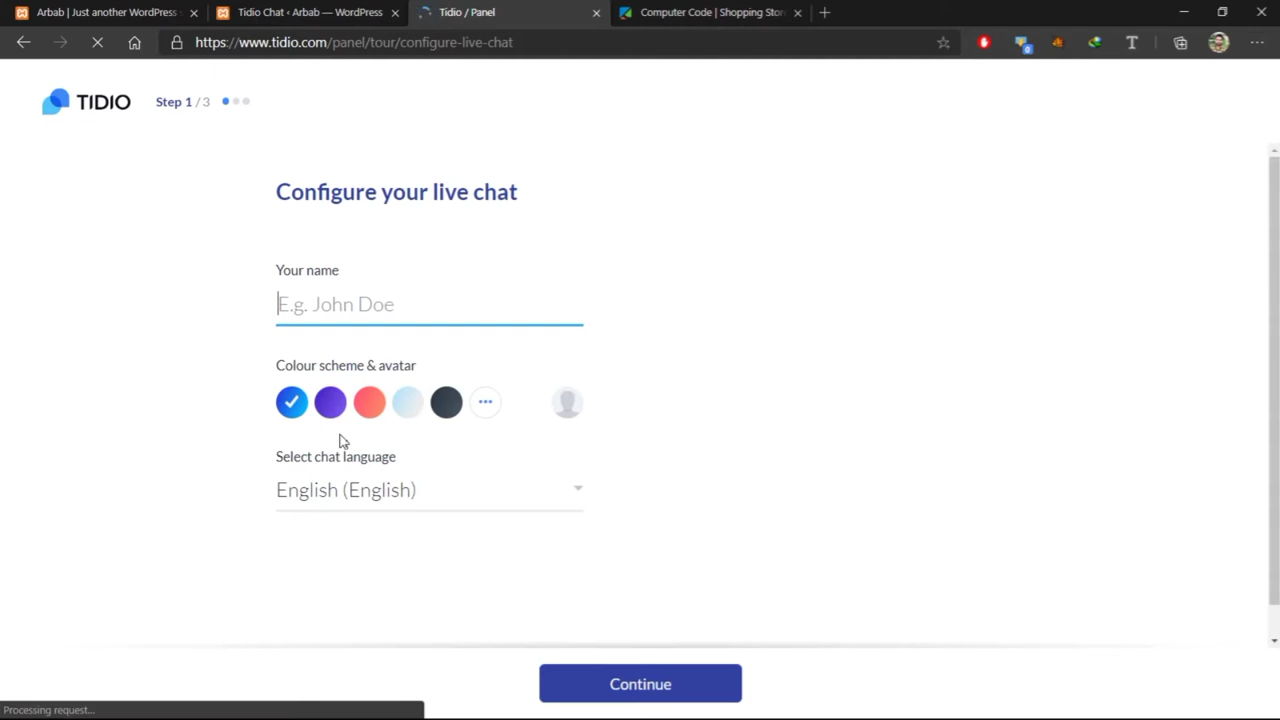 Arbab | Just another WordPress
Tidio Chat ‹ Arbab — WordPress
Tidio / Panel
Computer Code | Shopping Stor
https://www.tidio.com/panel/tour/configure-live-chat
0
T
TIDIO
Step 1 / 3
Configure your live chat
Your name
E.g. John Doe
Colour scheme & avatar
Select chat language
English (English)
Continue
Processing request...